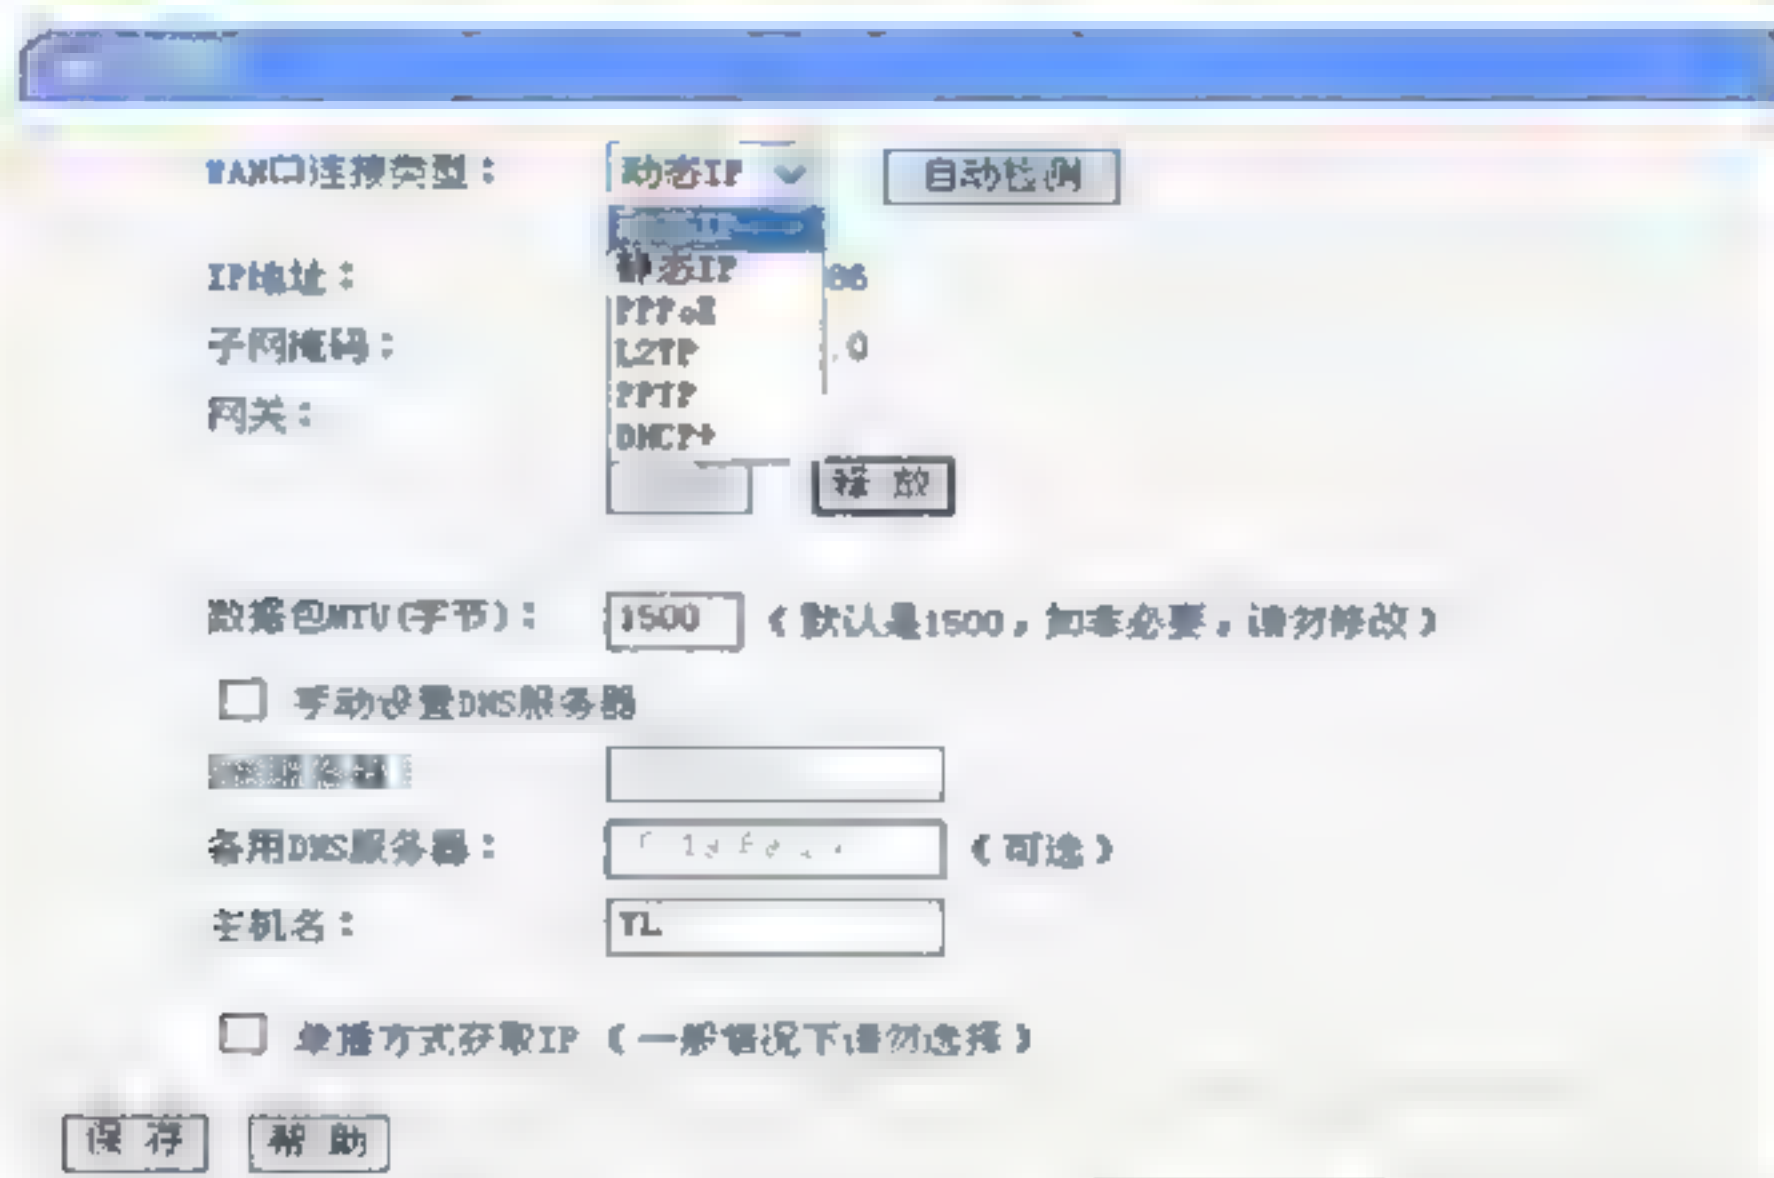 WAN口连接类型： 动态IP 自动检测
静态IP
IP地址： 86
PPPoE
子网掩码： .0
L2TP
PPTP
网关：
DHCP+
释 放
数据包MTU(字节)： 1500 （默认是1500，如非必要，请勿修改）
手动设置DNS服务器
备用DNS服务器： （可选）
主机名： TL
单播方式获取IP （一般情况下请勿选择）
保 存 帮 助